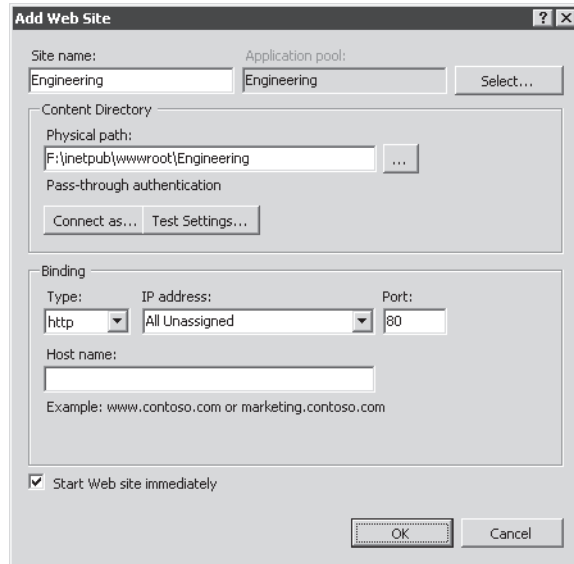 Add Web Site
Site name:
Application pool:
Engineering
Engineering
Select...
Content Directory
Physical path:
F:\inetpub\wwwroot\Engineering
...
Pass-through authentication
Connect as...
Test Settings...
Binding
Type:
IP address:
Port:
http
All Unassigned
80
Host name:
Example: www.contoso.com or marketing.contoso.com
Start Web site immediately
OK
Cancel